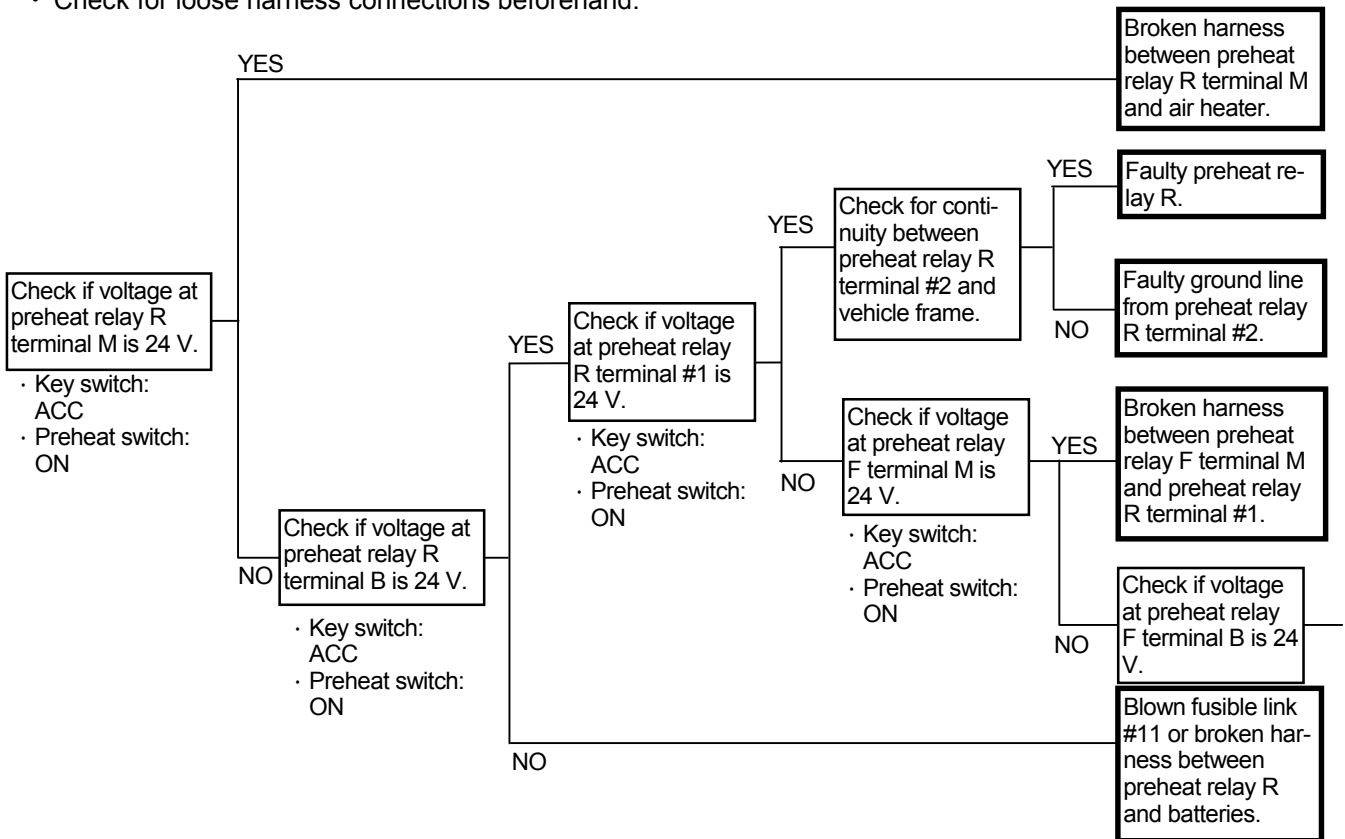 · Check for loose harness connections beforehand.
YES
Broken harness
between preheat
relay R terminal M
and air heater.
YES
Faulty preheat re-
lay R.
YES
Check for conti-
nuity between
preheat relay R
terminal #2 and
vehicle frame.
NO
Faulty ground line
from preheat relay
R terminal #2.
Check if voltage at
preheat relay R
terminal M is 24 V.
· Key switch:
ACC
· Preheat switch:
ON
YES
Check if voltage
at preheat relay
R terminal #1 is
24 V.
· Key switch:
ACC
· Preheat switch:
ON
NO
Check if voltage
at preheat relay
F terminal M is
24 V.
· Key switch:
ACC
· Preheat switch:
ON
YES
Broken harness
between preheat
relay F terminal M
and preheat relay
R terminal #1.
NO
Check if voltage
at preheat relay
F terminal B is 24
V.
NO
Check if voltage at
preheat relay R
terminal B is 24 V.
· Key switch:
ACC
· Preheat switch:
ON
NO
Blown fusible link
#11 or broken har-
ness between
preheat relay R
and batteries.